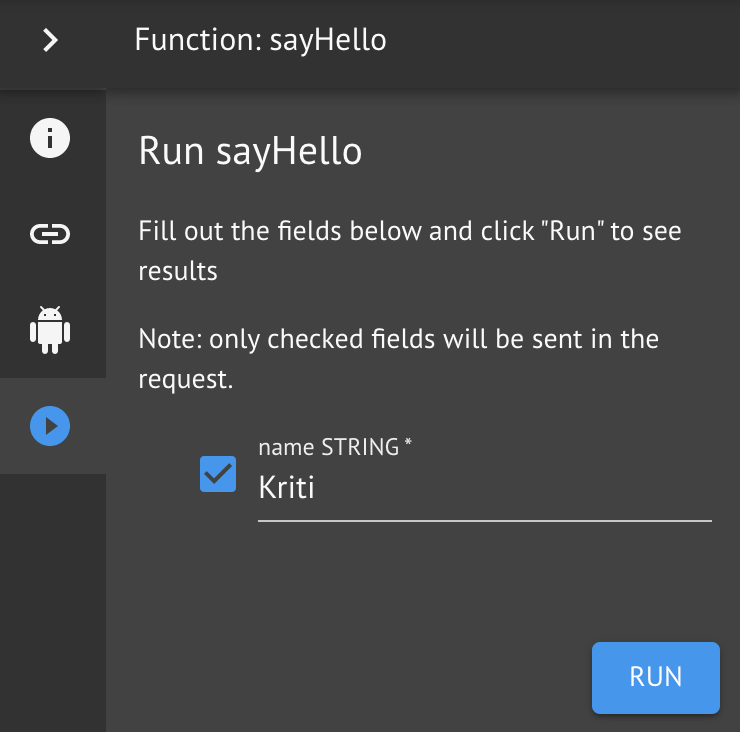 Function: sayHello
Run sayHello
Fill out the fields below and click "Run" to see
results
Note: only checked fields will be sent in the
request.
name STRING *
Kriti
RUN